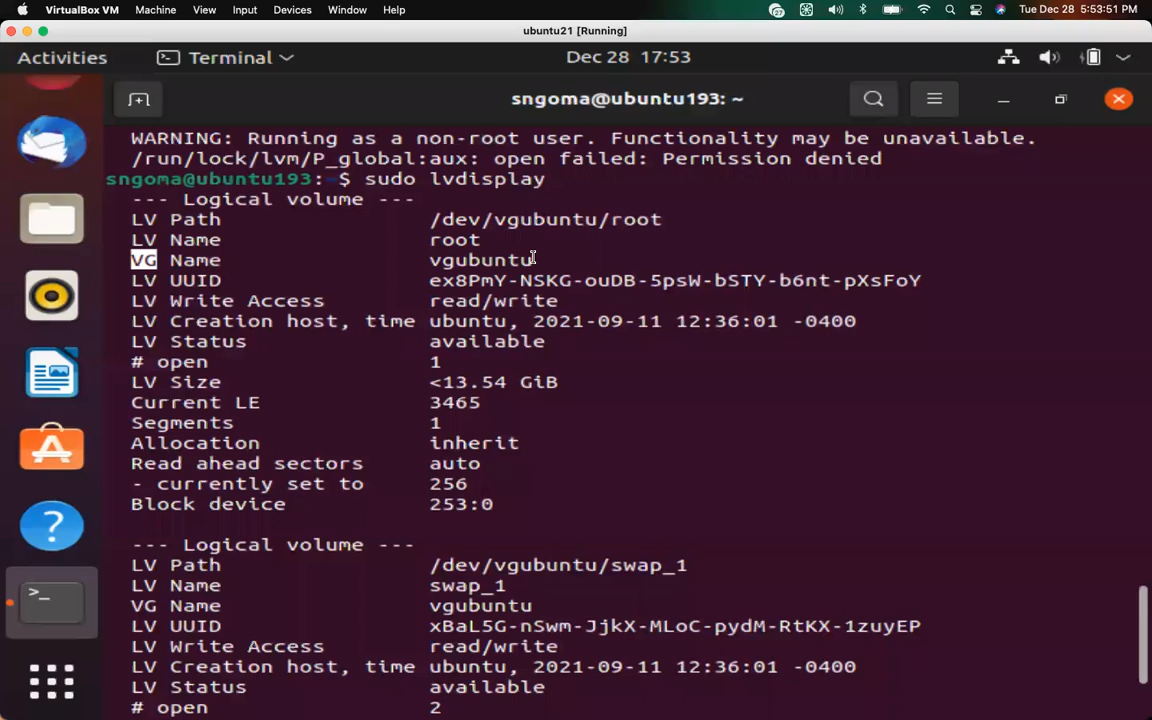 VirtualBox VM Machine View Input Devices Window Help Tue Dec 28 5:53:51 PM
ubuntu21 [Running]
Activities Terminal Dec 28 17:53
sngoma@ubuntu193: ~
WARNING: Running as a non-root user. Functionality may be unavailable.
/run/lock/lvm/P_global:aux: open failed: Permission denied
sngoma@ubuntu193:~$ sudo lvdisplay
--- Logical volume ---
LV Path /dev/vgubuntu/root
LV Name root
VG Name vgubuntu
LV UUID ex8PmY-NSKG-ouDB-5psW-bSTY-b6nt-pXsFoY
LV Write Access read/write
LV Creation host, time ubuntu, 2021-09-11 12:36:01 -0400
LV Status available
# open 1
LV Size <13.54 GiB
Current LE 3465
Segments 1
Allocation inherit
Read ahead sectors auto
- currently set to 256
Block device 253:0
--- Logical volume ---
LV Path /dev/vgubuntu/swap_1
LV Name swap_1
VG Name vgubuntu
LV UUID xBaL5G-nSwm-JjkX-MLoC-pydM-RtKX-1zuyEP
LV Write Access read/write
LV Creation host, time ubuntu, 2021-09-11 12:36:01 -0400
LV Status available
# open 2